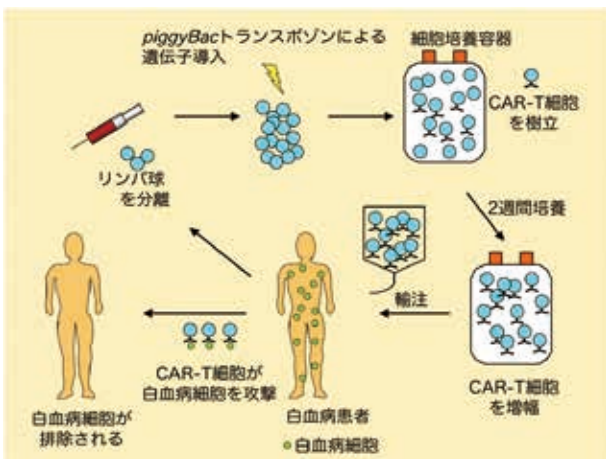 piggyBacトランスポゾンによる
遺伝子導入
細胞培養容器
CAR-T細胞
を樹立
リンパ球
を分離
2週間培養
輸注
CAR-T細胞
を増幅
CAR-T細胞が
白血病細胞を攻撃
白血病患者
白血病細胞
白血病細胞が
排除される